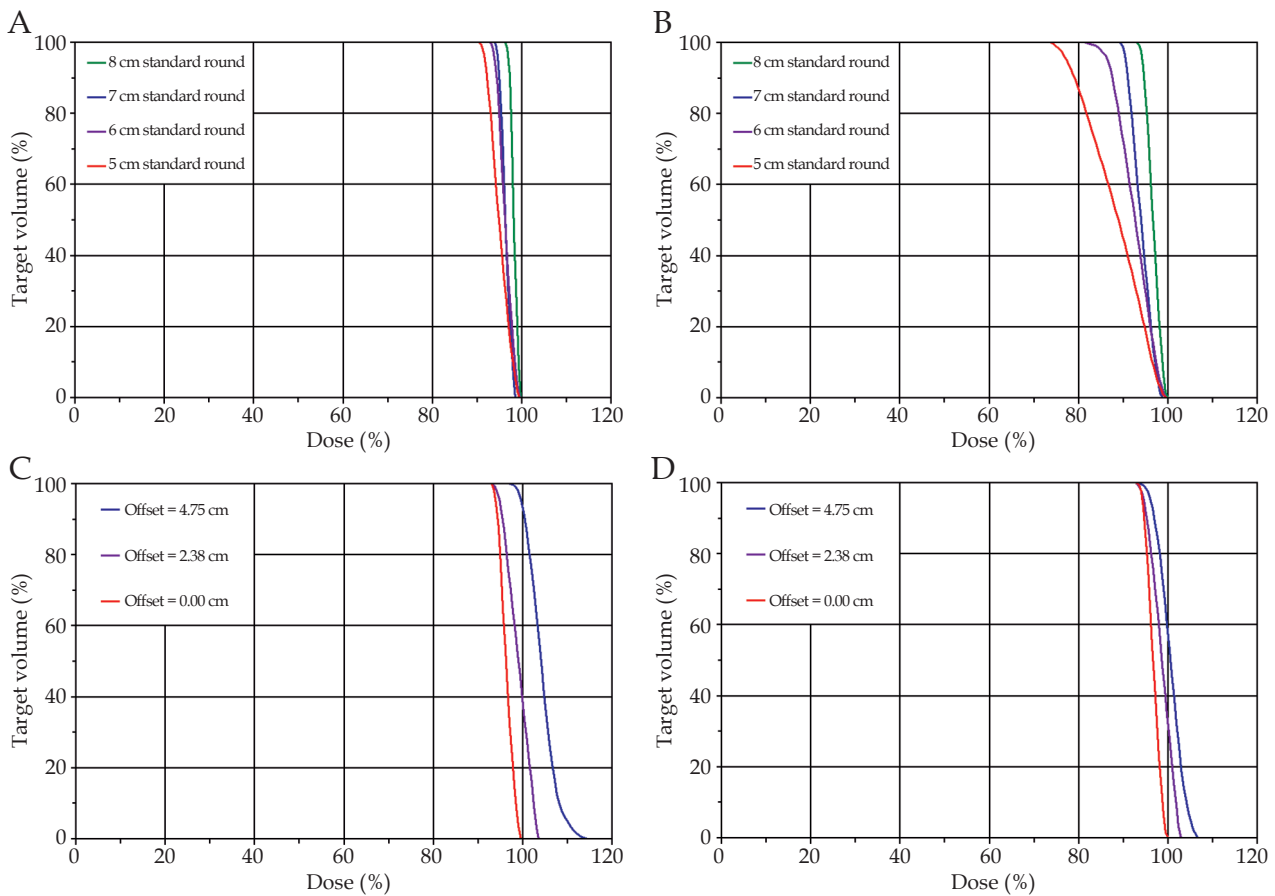 A
100
80
60
40
20
0
Target volume (%)
8 cm standard round
7 cm standard round
6 cm standard round
5 cm standard round
0 20 40 60 80 100 120
Dose (%)
B
100
80
60
40
20
0
Target volume (%)
8 cm standard round
7 cm standard round
6 cm standard round
5 cm standard round
0 20 40 60 80 100 120
Dose (%)
C
100
80
60
40
20
0
Target volume (%)
Offset = 4.75 cm
Offset = 2.38 cm
Offset = 0.00 cm
0 20 40 60 80 100 120
Dose (%)
D
100
80
60
40
20
0
Target volume (%)
Offset = 4.75 cm
Offset = 2.38 cm
Offset = 0.00 cm
0 20 40 60 80 100 120
Dose (%)